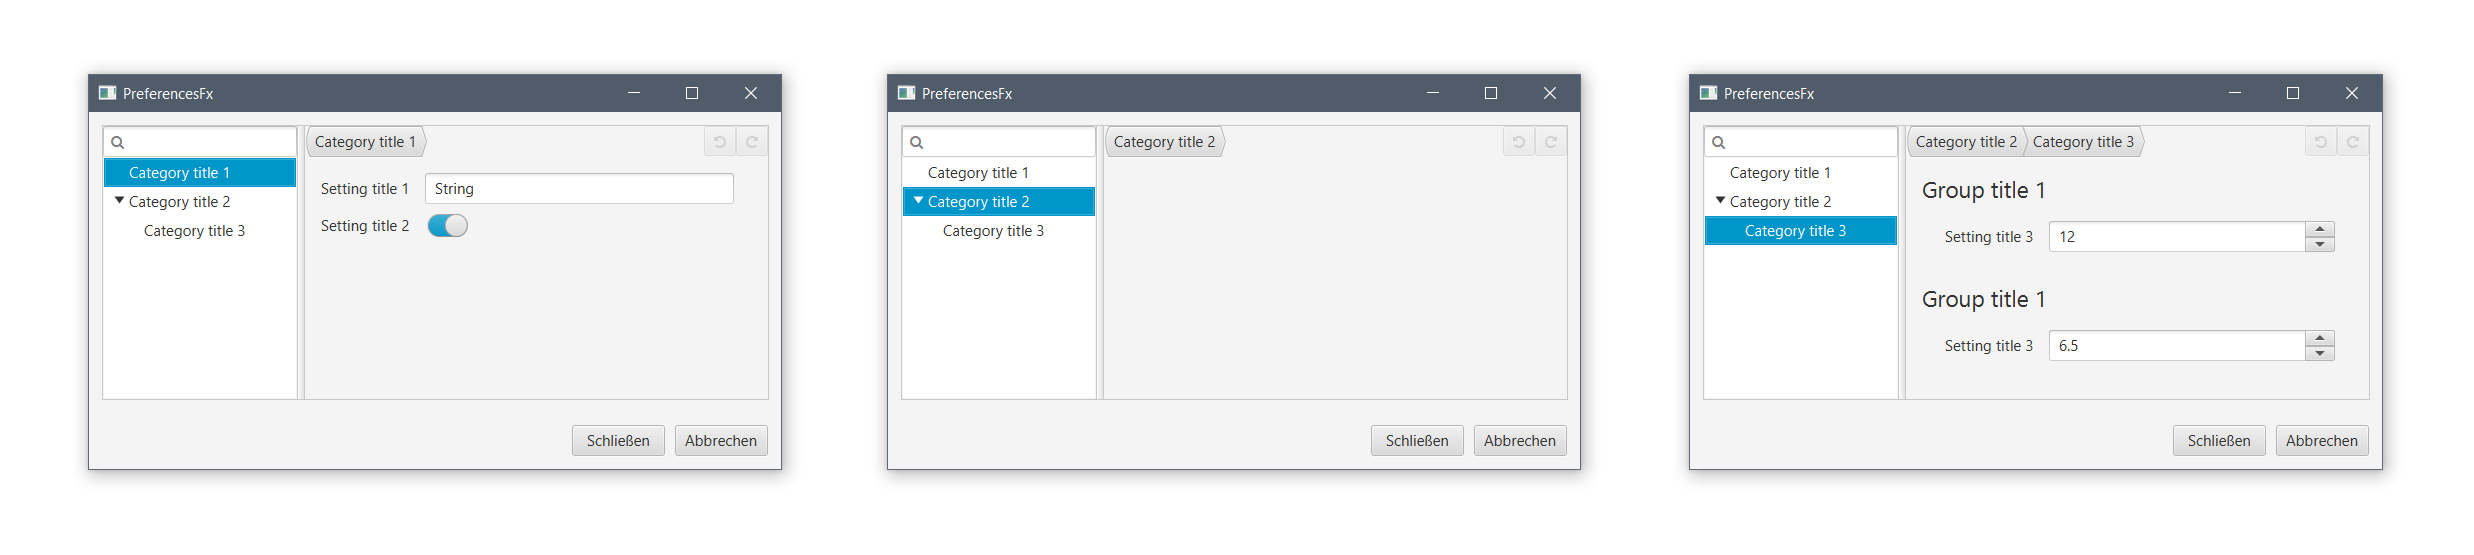 PreferencesFx
Category title 1
Category title 1
Category title 2
Category title 3
Setting title 1 String
Setting title 2
Schließen Abbrechen
PreferencesFx
Category title 2
Category title 1
Category title 2
Category title 3
Schließen Abbrechen
PreferencesFx
Category title 2 Category title 3
Category title 1
Category title 2
Category title 3
Group title 1
Setting title 3 12
Group title 1
Setting title 3 6.5
Schließen Abbrechen